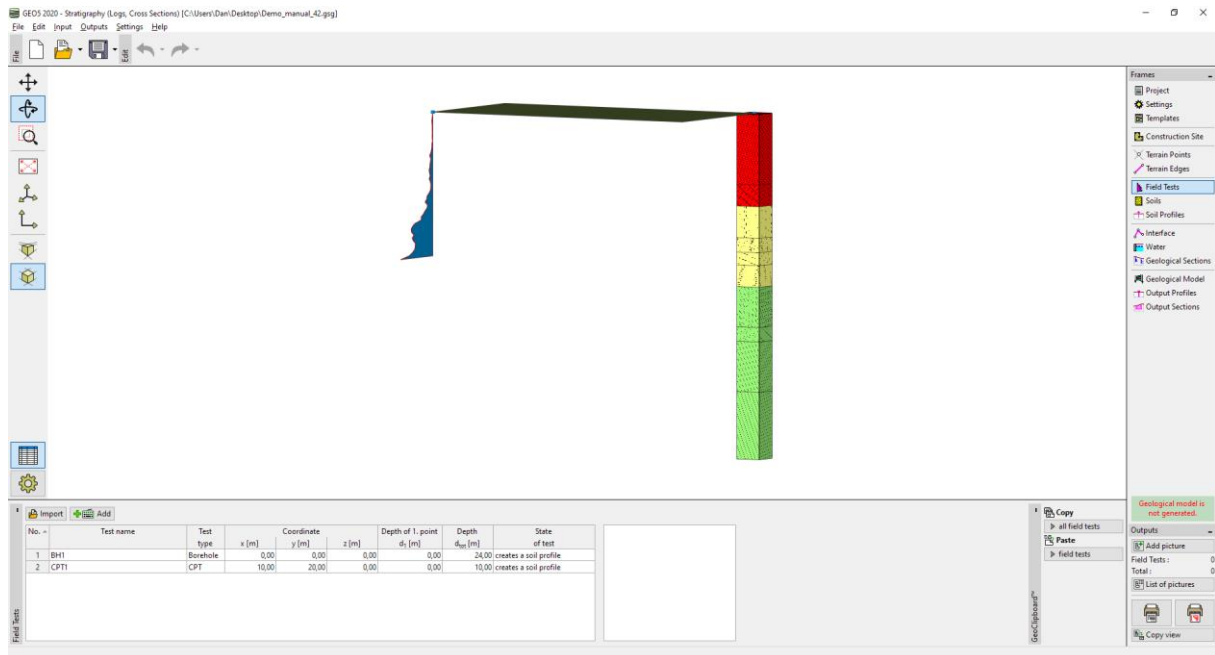 GEO5 2020 - Stratigraphy (Logs, Cross Sections) [C:\Users\Dan\Desktop\Demo_manual_42.gsg]
File Edit Input Outputs Settings Help
File
Edit
Frames
Project
Settings
Templates
Construction Site
Terrain Points
Terrain Edges
Field Tests
Soils
Soil Profiles
Interface
Water
Geological Sections
Geological Model
Output Profiles
Output Sections
Geological model is
not generated.
Outputs
Add picture
Field Tests : 0
Total : 0
List of pictures
Copy view
Field Tests
Import Add
No. Test name Test Coordinate Depth of 1. point Depth State
type x [m] y [m] z [m] d1 [m] dtot [m] of test
1 BH1 Borehole 0,00 0,00 0,00 0,00 24,00 creates a soil profile
2 CPT1 CPT 10,00 20,00 0,00 0,00 10,00 creates a soil profile
GeoClipboard™
Copy
all field tests
Paste
field tests